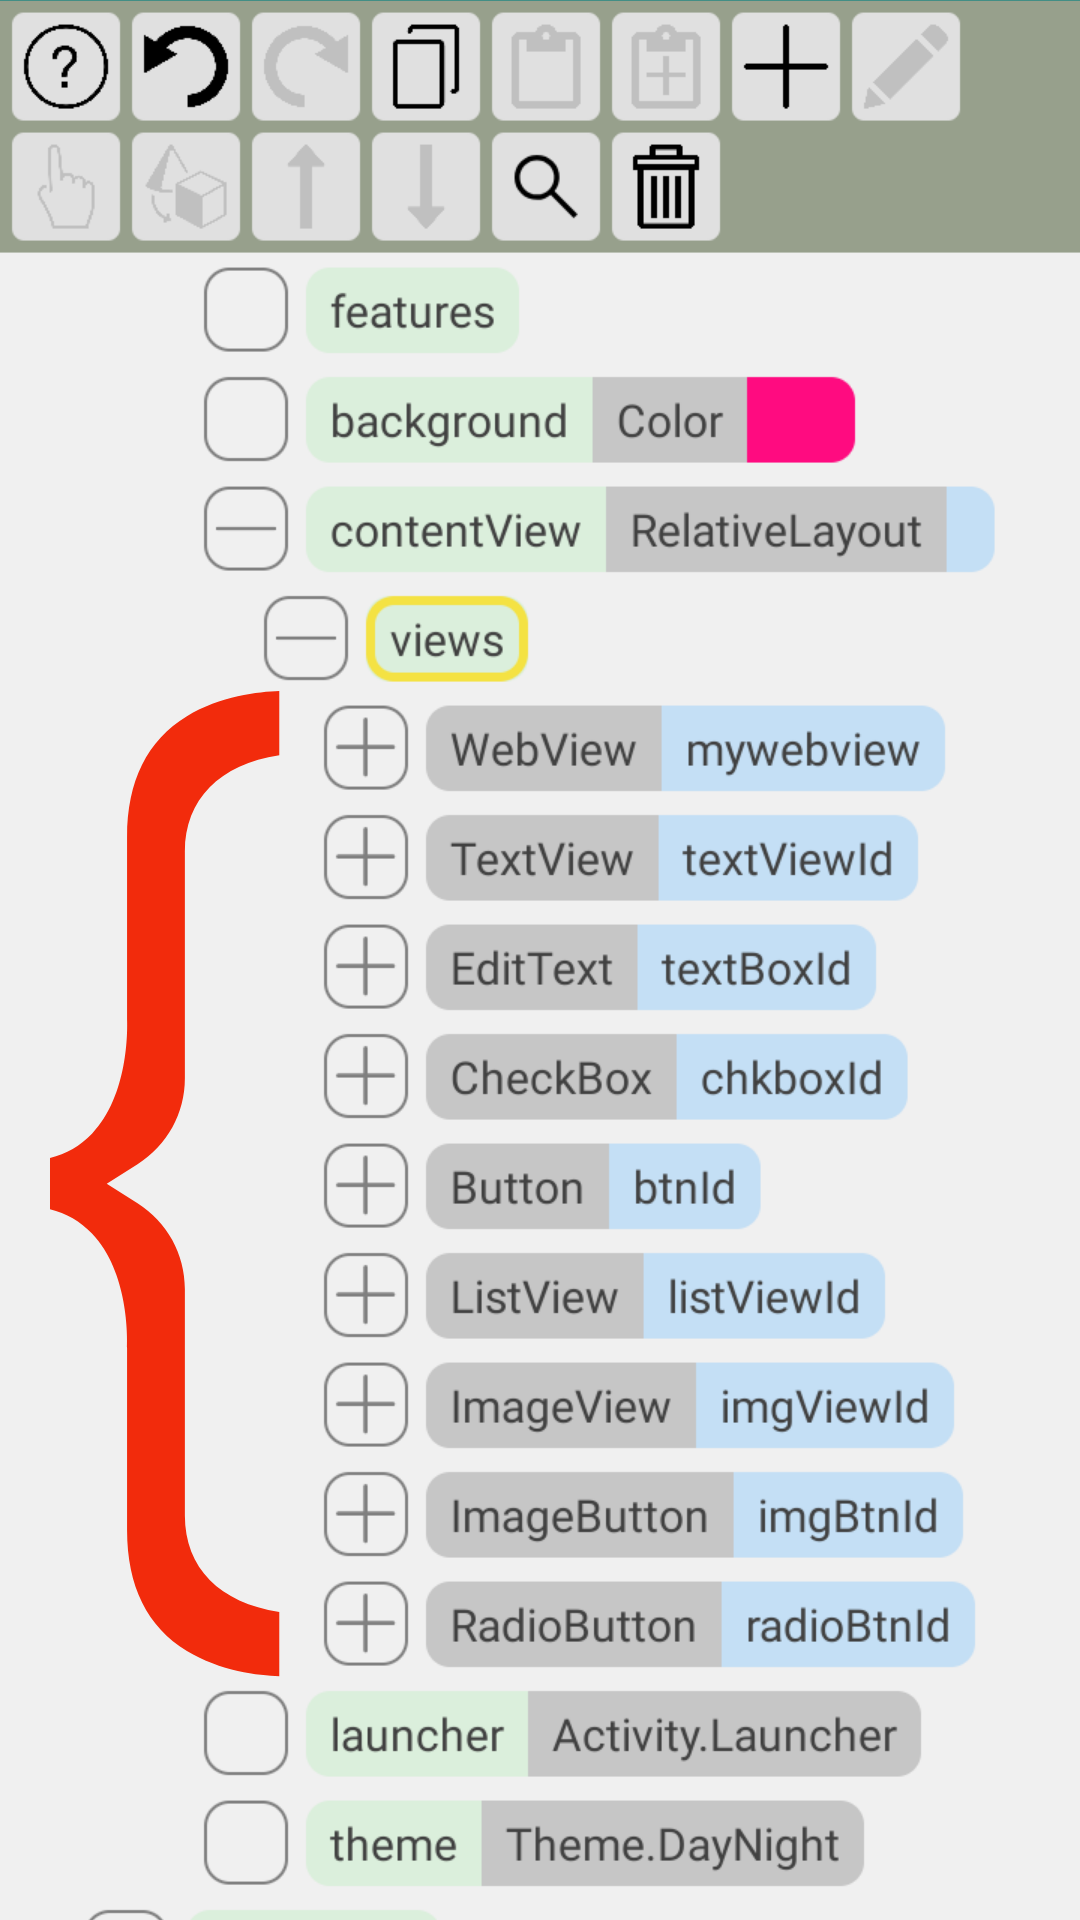 ?
features
background Color
contentView RelativeLayout
views
WebView mywebview
TextView textViewId
EditText textBoxId
CheckBox chkboxId
Button btnId
ListView listViewId
ImageView imgViewId
ImageButton imgBtnId
RadioButton radioBtnId
launcher Activity.Launcher
theme Theme.DayNight